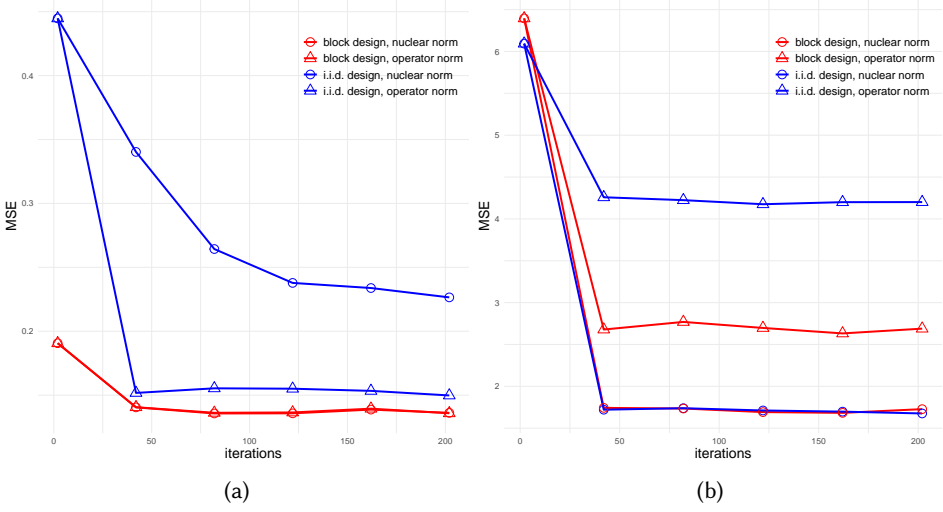 block design, nuclear norm
block design, operator norm
i.i.d. design, nuclear norm
i.i.d. design, operator norm
0.4
0.3
0.2
MSE
0 50 100 150 200
iterations
(a)
block design, nuclear norm
block design, operator norm
i.i.d. design, nuclear norm
i.i.d. design, operator norm
6
5
4
3
2
MSE
0 50 100 150 200
iterations
(b)